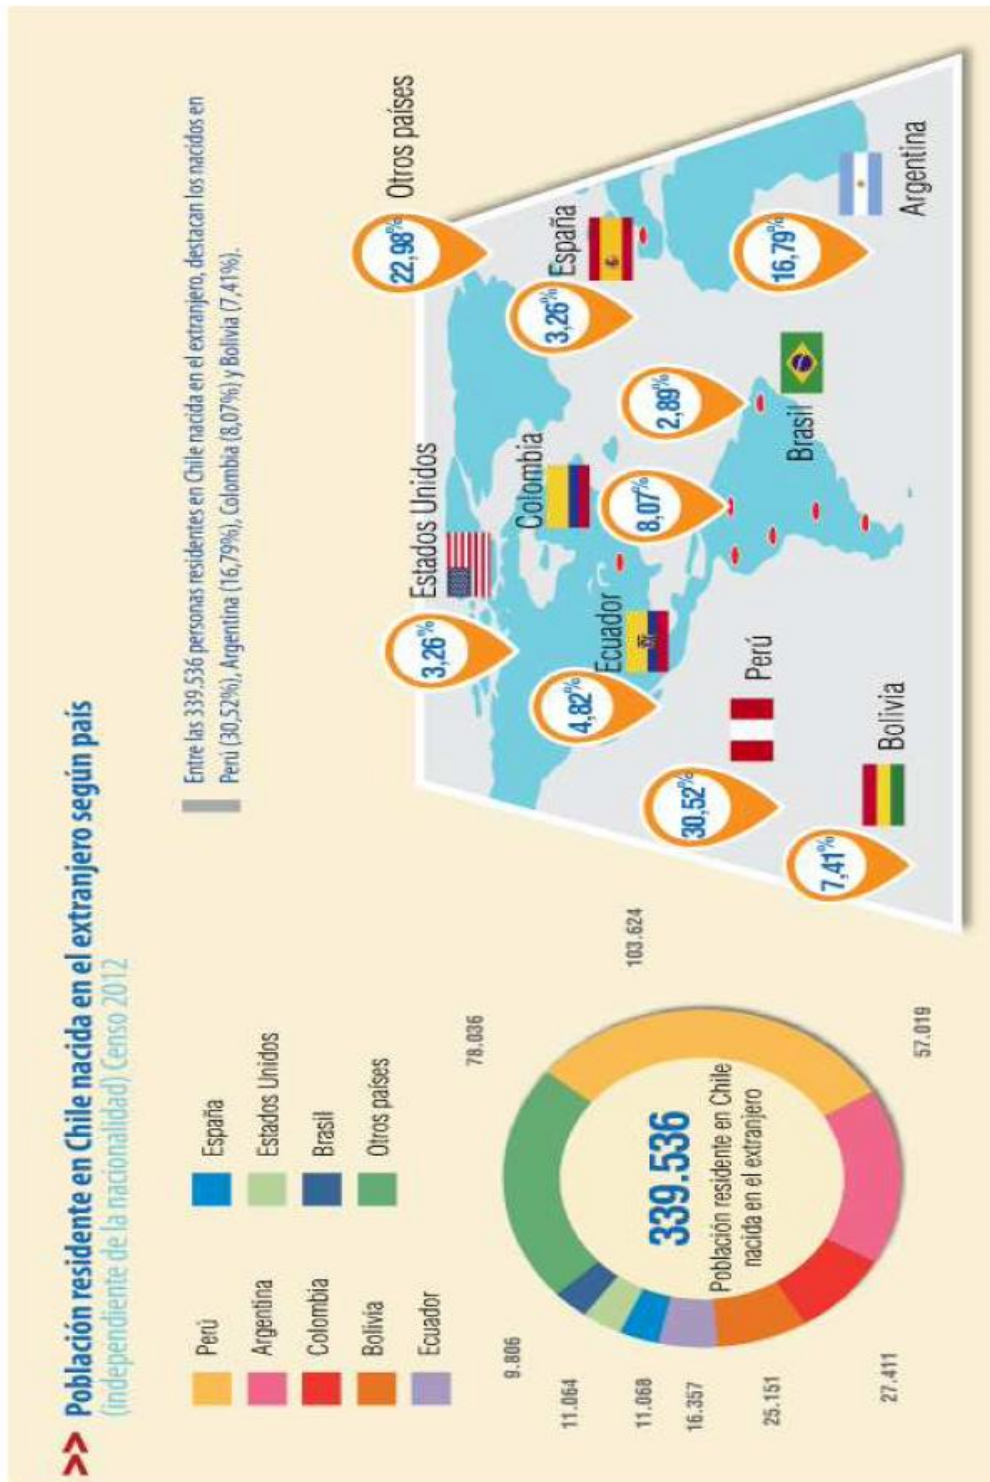 >> Población residente en Chile nacida en el extranjero según país
(independiente de la nacionalidad) Censo 2012
Entre las 339.536 personas residentes en Chile nacida en el extranjero, destacan los nacidos en
Perú (30,52%), Argentina (16,79%), Colombia (8,07%) y Bolivia (7,41%).
Perú
Argentina
Colombia
Bolivia
Ecuador
España
Estados Unidos
Brasil
Otros países
78.036
103.624
57.019
27.411
25.151
16.357
11.068
11.064
9.806
339.536
Población residente en Chile
nacida en el extranjero
22,98% Otros países
3,26% Estados Unidos
3,26% España
4,82% Ecuador
8,07% Colombia
2,89% Brasil
30,52% Perú
16,79% Argentina
7,41% Bolivia